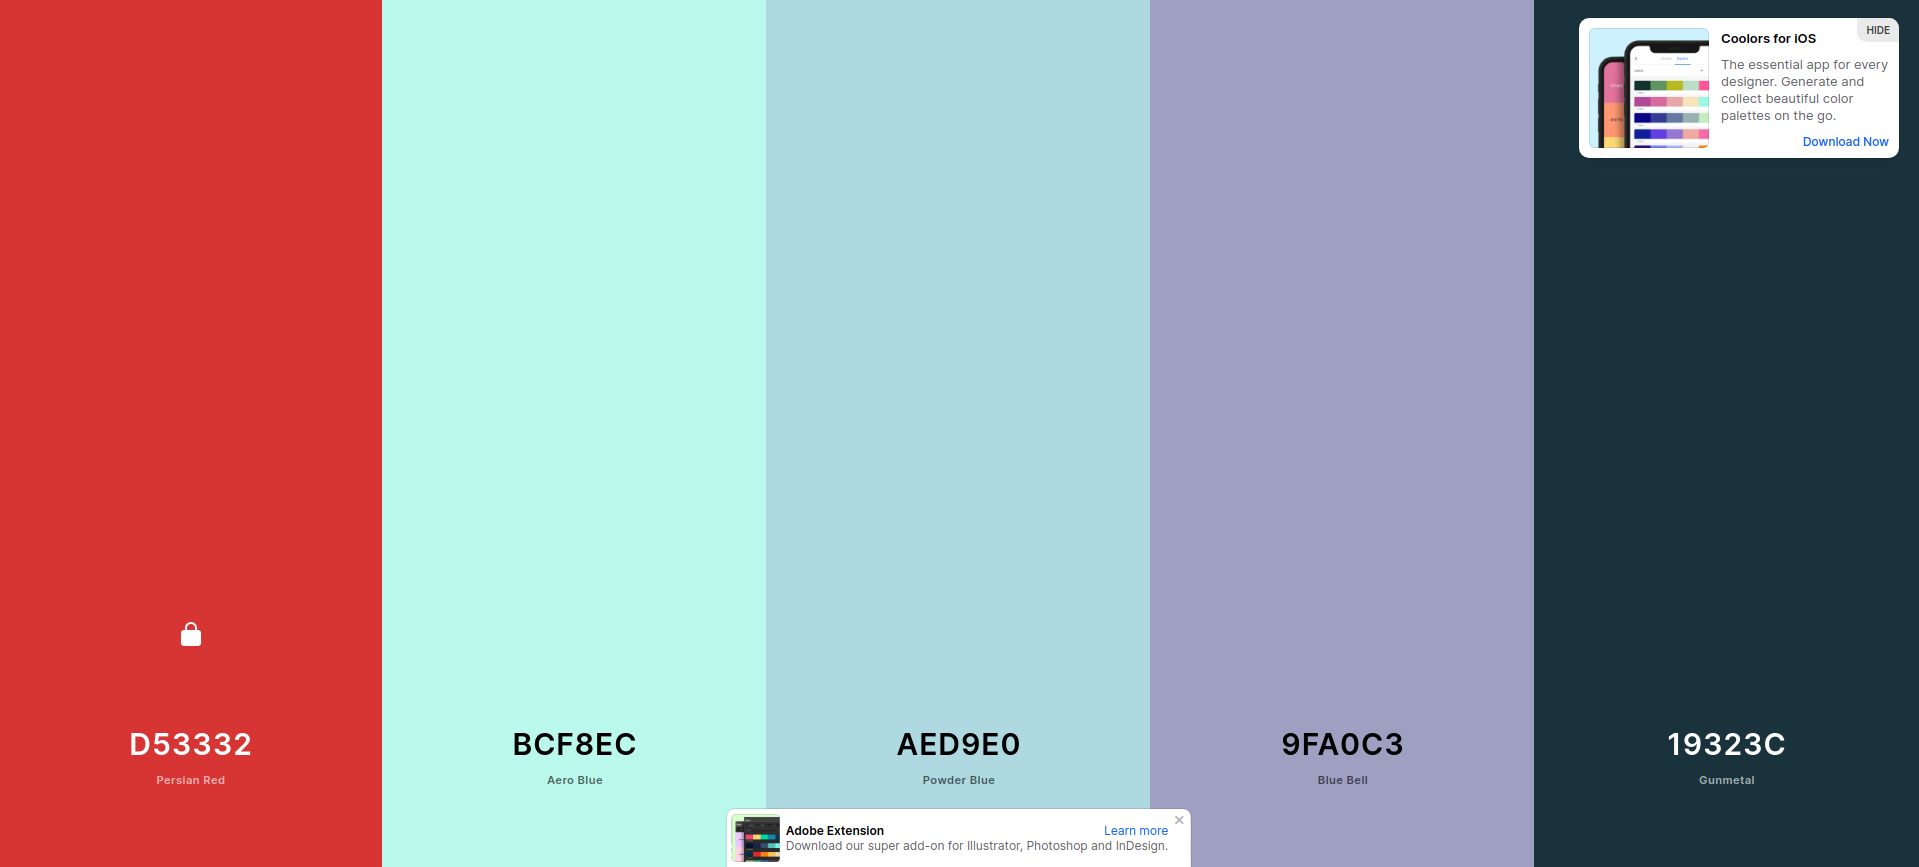 HIDE
Coolors for iOS
The essential app for every
designer. Generate and
collect beautiful color
palettes on the go.
Download Now
D53332
BCF8EC
AED9E0
9FA0C3
19323C
Persian Red
Aero Blue
Powder Blue
Blue Bell
Gunmetal
Adobe Extension
Learn more
Download our super add-on for Illustrator, Photoshop and InDesign.